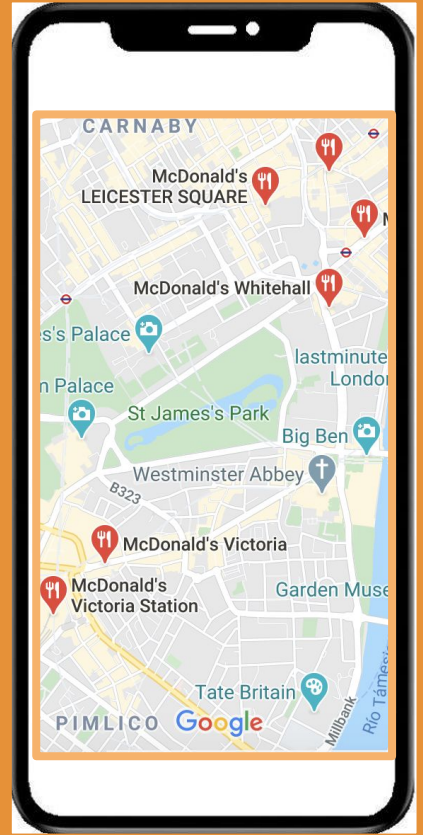 CARNABY
McDonald's
LEICESTER SQUARE
McDonald's Whitehall
s's Palace
lastminute
London
Palace
St James's Park
Big Ben
Westminster Abbey
B323
McDonald's Victoria
McDonald's
Victoria Station
Garden Muse
Tate Britain
PIMLICO
Google
Millbank
Río Támesis